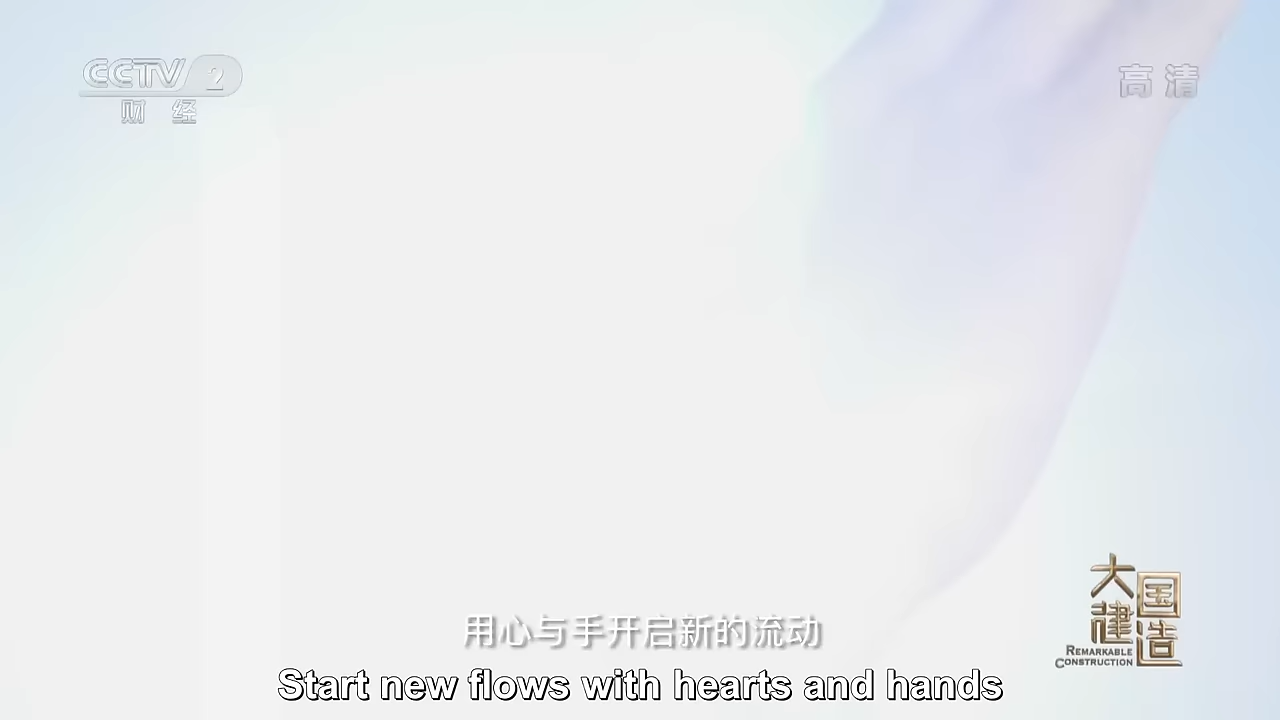 CCTV 2
财 经
高清
用心与手开启新的流动
Start new flows with hearts and hands
大国
建造
REMARKABLE
CONSTRUCTION